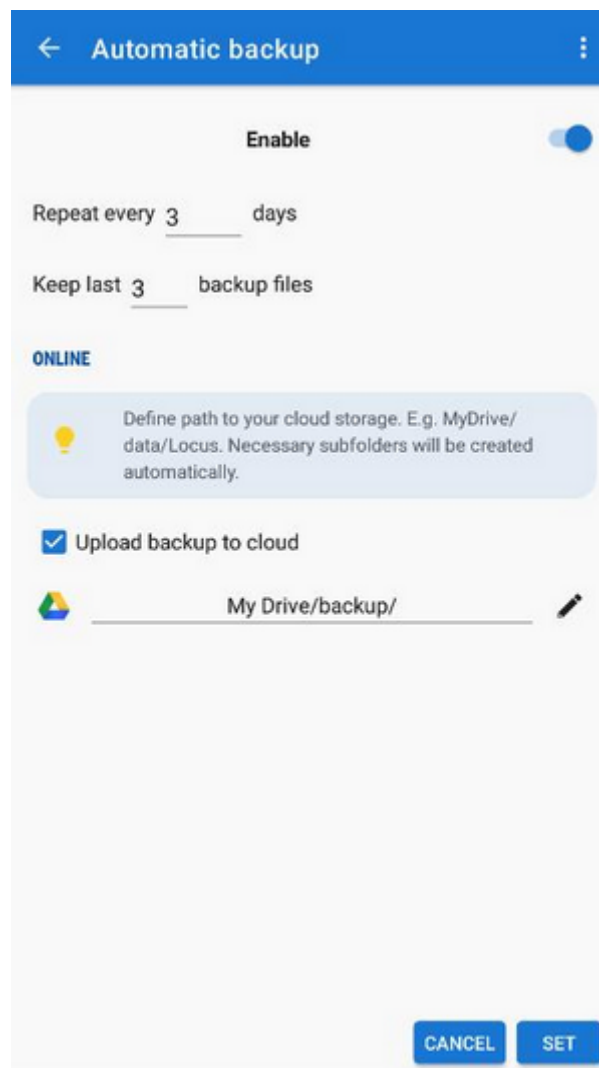 Automatic backup
Enable
Repeat every 3 days
Keep last 3 backup files
ONLINE
Define path to your cloud storage. E.g. MyDrive/
data/Locus. Necessary subfolders will be created
automatically.
Upload backup to cloud
My Drive/backup/
CANCEL SET